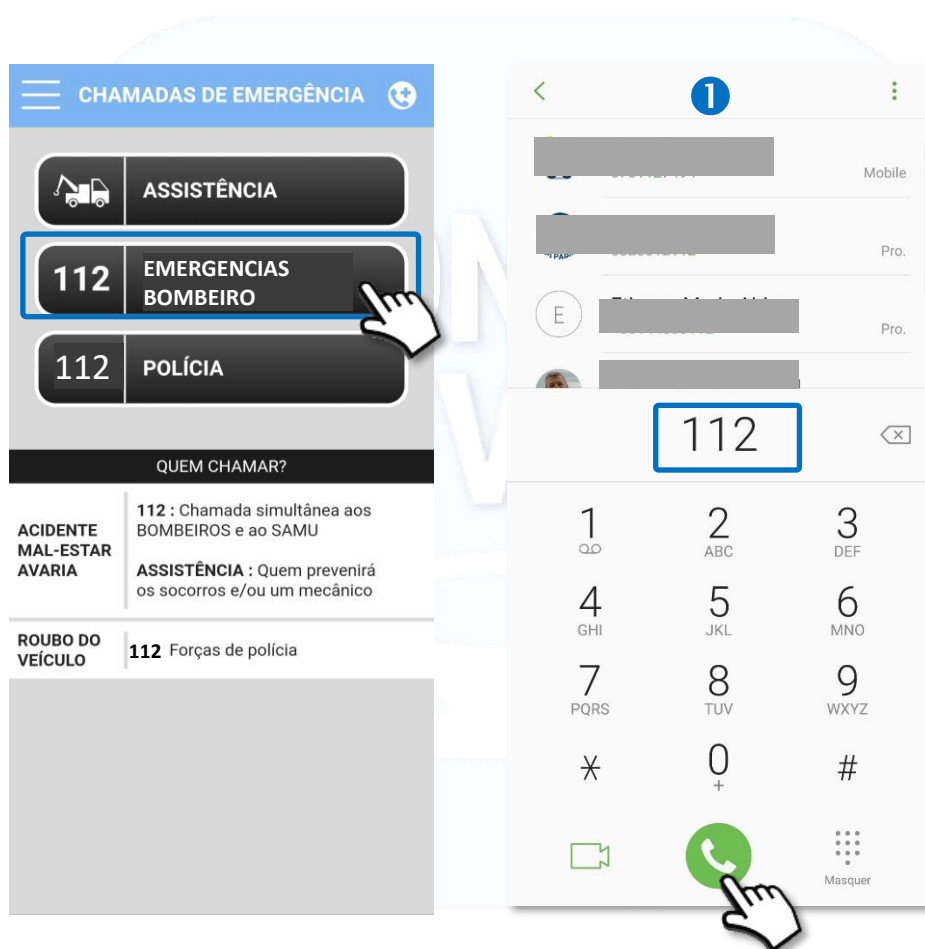 CHAMADAS DE EMERGÊNCIA
ASSISTÊNCIA
112
EMERGENCIAS
BOMBEIRO
112
POLÍCIA
QUEM CHAMAR?
ACIDENTE
MAL-ESTAR
AVARIA
112 : Chamada simultânea aos
BOMBEIROS e ao SAMU
ASSISTÊNCIA : Quem prevenirá
os socorros e/ou um mecânico
ROUBO DO
VEÍCULO
112 Forças de polícia
1
Mobile
Pro.
E
Pro.
112
1
2
ABC
3
DEF
4
GHI
5
JKL
6
MNO
7
PQRS
8
TUV
9
WXYZ
*
0
+
#
Masquer